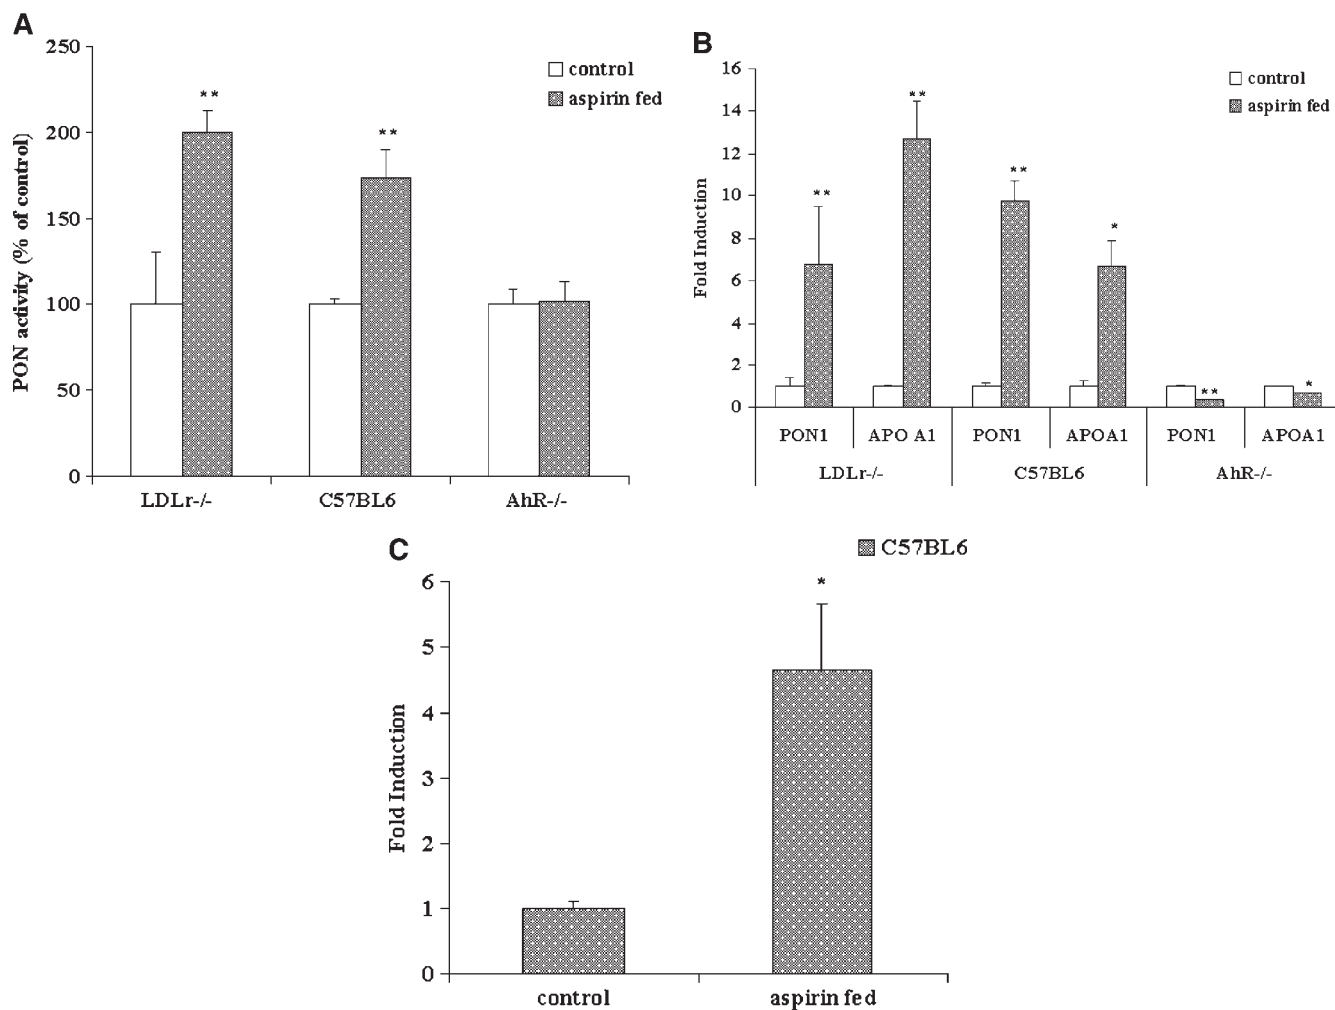 A
250
200
150
100
50
0
PON activity (% of control)
control
aspirin fed
**
**
LDLr-/-
C57BL6
AhR-/-
B
16
14
12
10
8
6
4
2
0
Fold Induction
control
aspirin fed
**
**
**
*
**
*
PON1 APO A1 PON1 APOA1 PON1 APOA1
LDLr-/- C57BL6 AhR-/-
C
C57BL6
6
5
4
3
2
1
0
Fold Induction
*
control aspirin fed